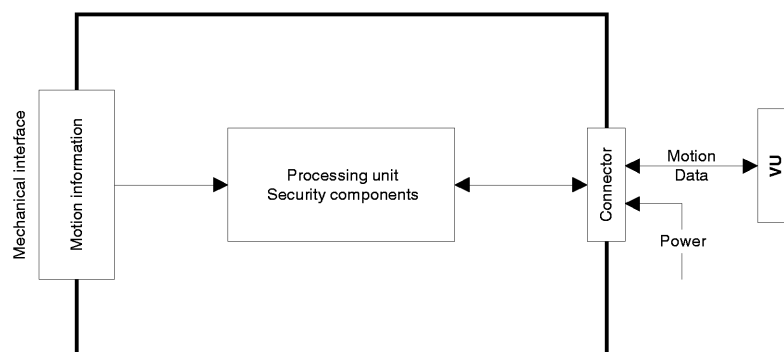 Mechanical interface
Motion information
Processing unit
Security components
Connector
Motion
Data
Power
VU